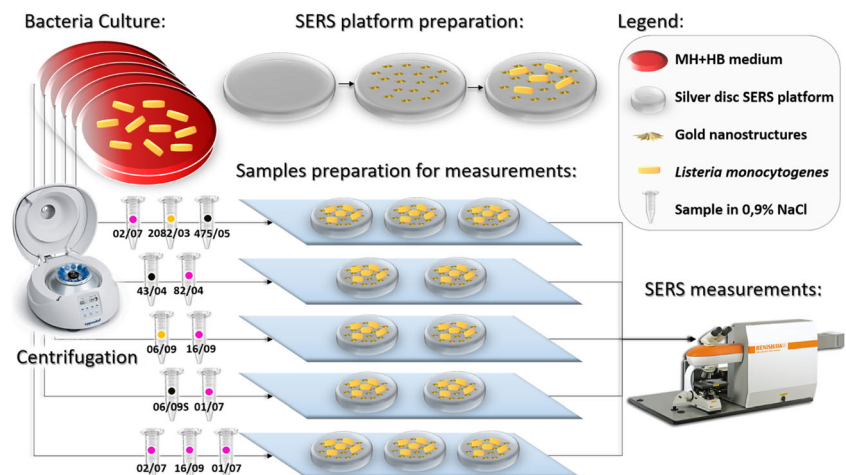 Bacteria Culture:
SERS platform preparation:
Legend:
MH+HB medium
Silver disc SERS platform
Gold nanostructures
Listeria monocytogenes
Sample in 0,9% NaCl
Samples preparation for measurements:
02/07 2082/03 475/05
43/04 82/04
06/09 16/09
Centrifugation
06/09S 01/07
02/07 16/09 01/07
SERS measurements:
RENISHAW